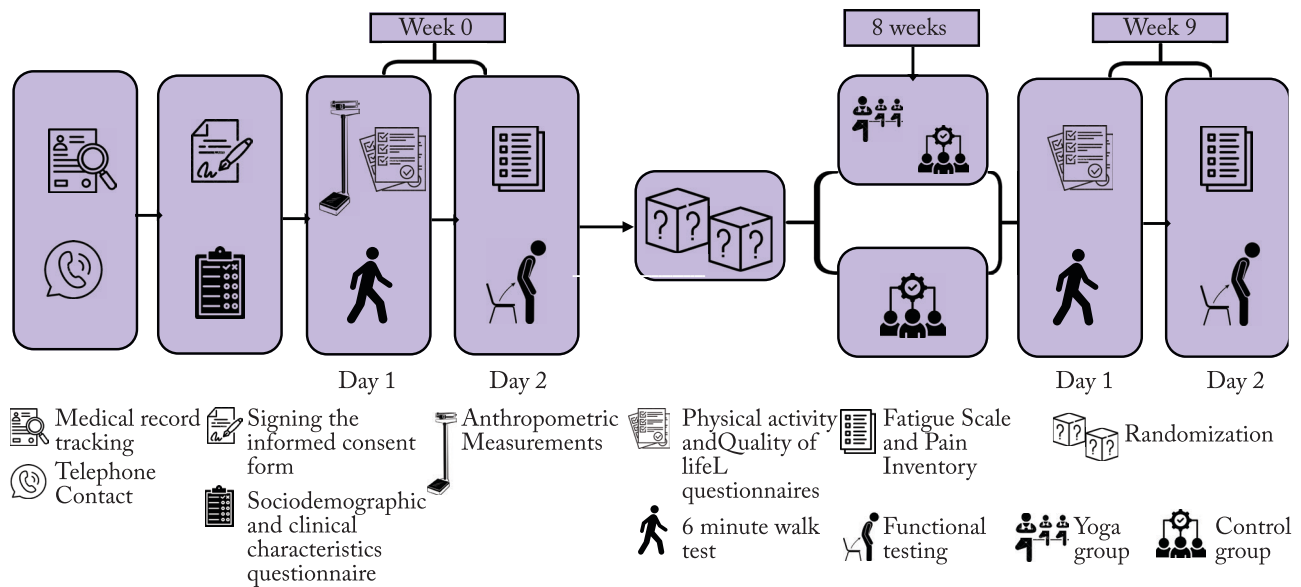 Week 0
8 weeks
Week 9
? ? ? ?
Day 1
Day 2
Day 1
Day 2
Medical record
tracking
Telephone
Contact
Signing the
informed consent
form
Sociodemographic
and clinical
characteristics
questionnaire
Anthropometric
Measurements
Physical activity
andQuality of
lifeL
questionnaires
6 minute walk
test
Fatigue Scale
and Pain
Inventory
Functional
testing
? ? ? ?
Randomization
Yoga
group
Control
group